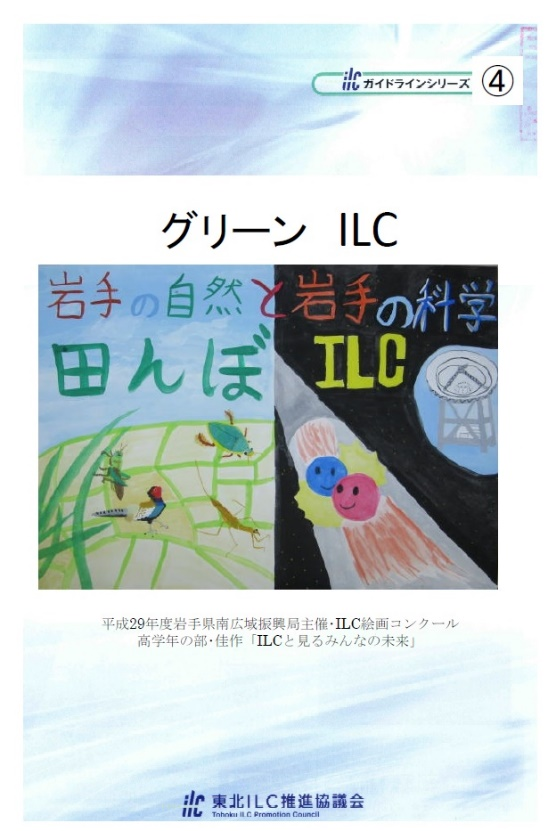 ilc ガイドラインシリーズ ④
グリーン ILC
岩手の自然と岩手の科学
田んぼ ILC
平成29年度岩手県南広域振興局主催・ILC絵画コンクール
高学年の部・佳作「ILCと見るみんなの未来」
ilc 東北ILC推進協議会
Tohoku ILC Promotion Council